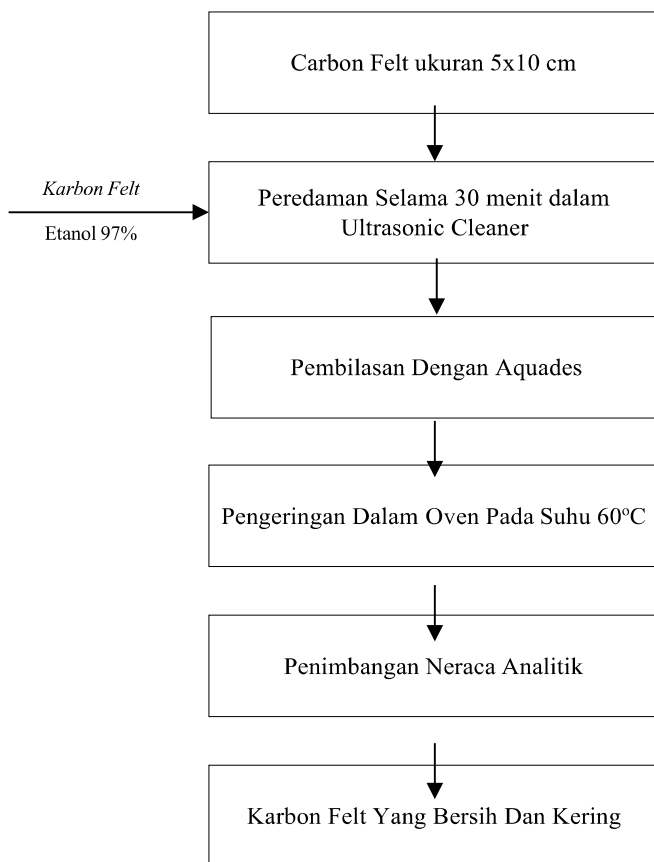 Carbon Felt ukuran 5x10 cm
Karbon Felt
Etanol 97%
Peredaman Selama 30 menit dalam
Ultrasonic Cleaner
Pembilasan Dengan Aquades
Pengeringan Dalam Oven Pada Suhu 60°C
Penimbangan Neraca Analitik
Karbon Felt Yang Bersih Dan Kering